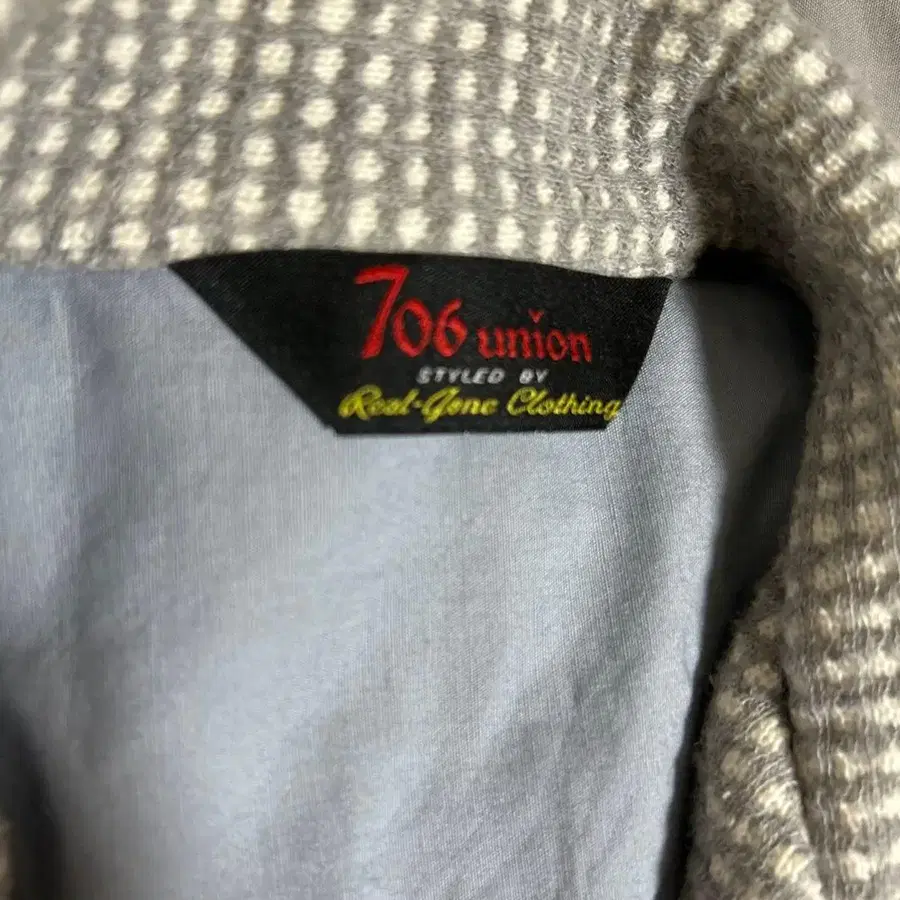 706 union
STYLED BY
Real-Gone Clothing